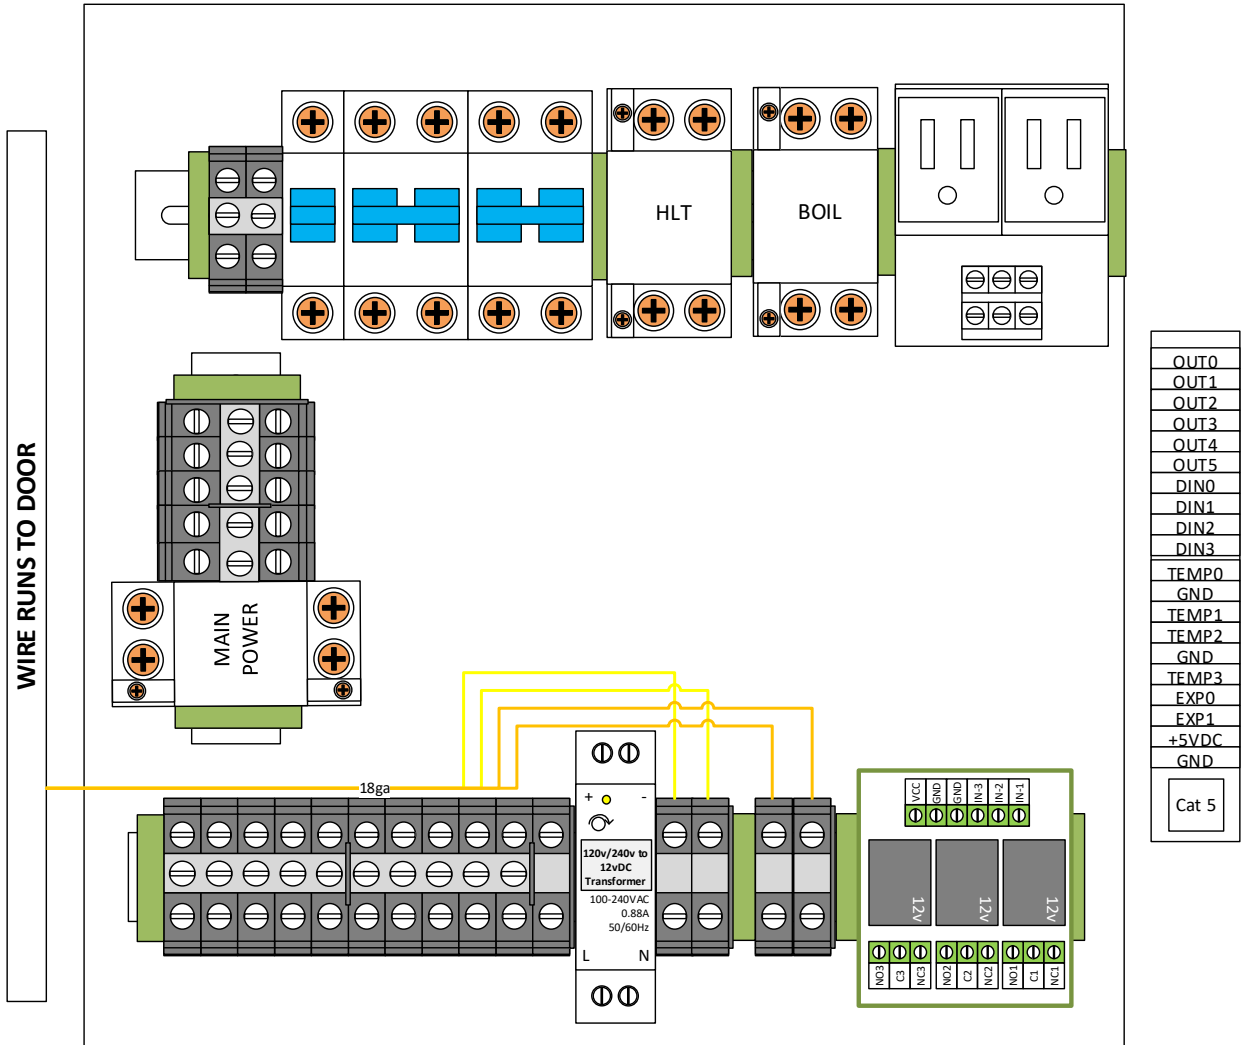 HLT
BOIL
WIRE RUNS TO DOOR
MAIN
POWER
OUT0
OUT1
OUT2
OUT3
OUT4
OUT5
DIN0
DIN1
DIN2
DIN3
TEMP0
GND
TEMP1
TEMP2
GND
TEMP3
EXP0
EXP1
+5VDC
GND
Cat 5
18ga
+ -
120v/240v to
12vDC
Transformer
100-240VAC
0.88A
50/60Hz
L N
VCC
GND
GND
IN-3
IN-2
IN-1
12v
12v
12v
NO3
C3
NC3
NO2
C2
NC2
NO1
C1
NC1